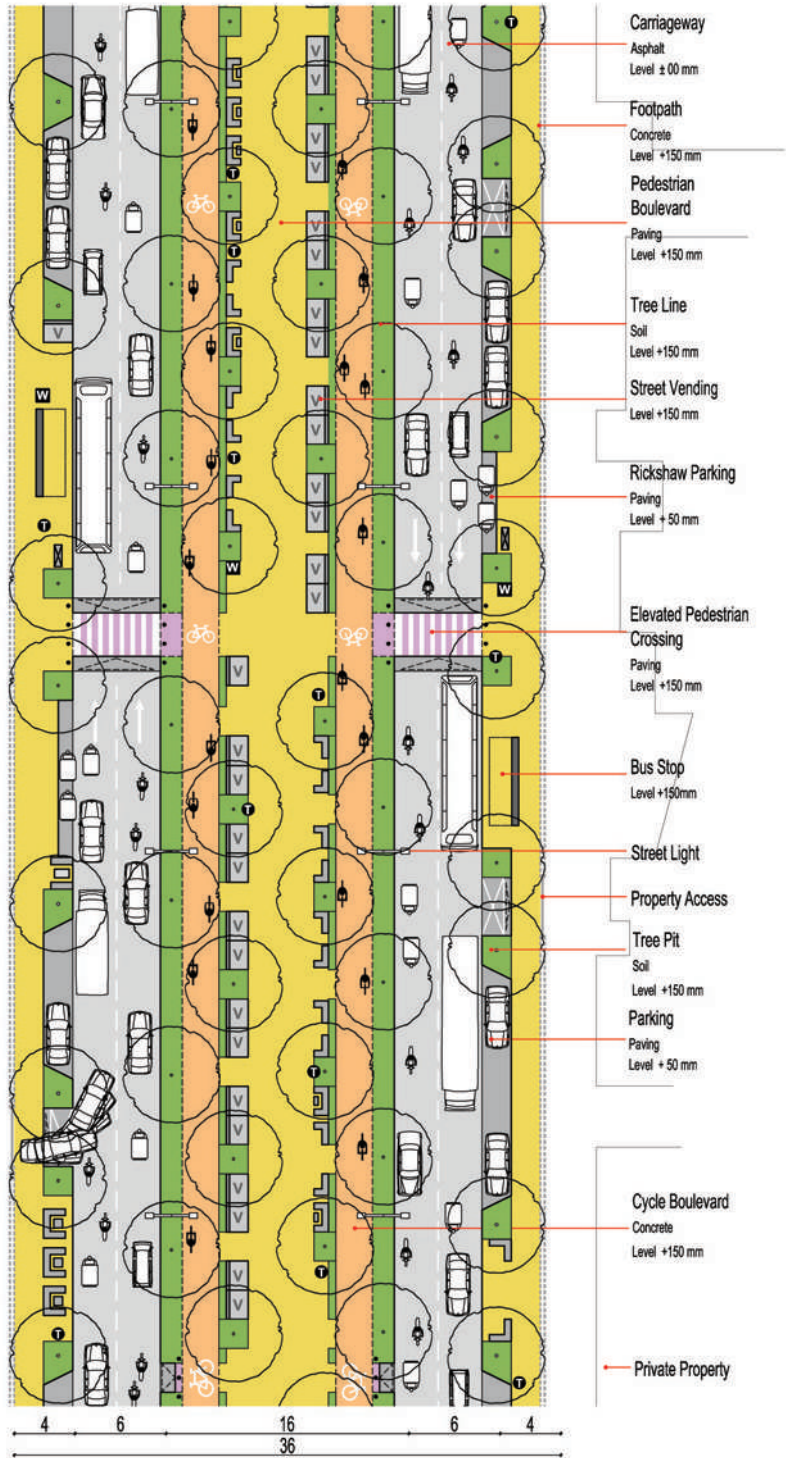 Carriageway
Asphalt
Level ± 00 mm
Footpath
Concrete
Level +150 mm
Pedestrian
Boulevard
Paving
Level +150 mm
Tree Line
Soil
Level +150 mm
Street Vending
Level +150 mm
Rickshaw Parking
Paving
Level + 50 mm
Elevated Pedestrian
Crossing
Paving
Level +150 mm
Bus Stop
Level +150mm
Street Light
Property Access
Tree Pit
Soil
Level +150 mm
Parking
Paving
Level + 50 mm
Cycle Boulevard
Concrete
Level +150 mm
Private Property
T
V
V
V
V
V
V
T
V
V
T
V
V
V
V
V
W
V
V
T
V
V
T
V
W
V
W
V
T
V
T
V
V
T
V
V
V
V
V
V
T
V
V
V
V
V
T
V
T
V
T
4 6 16 6 4
36